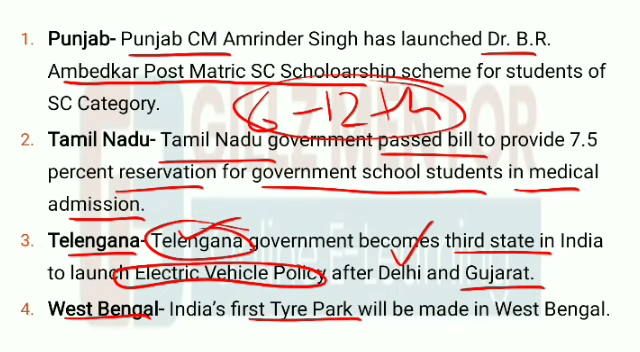 1. Punjab- Punjab CM Amrinder Singh has launched Dr. B.R.
Ambedkar Post Matric SC Scholoarship scheme for students of
SC Category.
6-12th
2. Tamil Nadu- Tamil Nadu government passed bill to provide 7.5
percent reservation for government school students in medical
admission.
3. Telengana- Telengana government becomes third state in India
to launch Electric Vehicle Policy after Delhi and Gujarat.
4. West Bengal- India's first Tyre Park will be made in West Bengal.